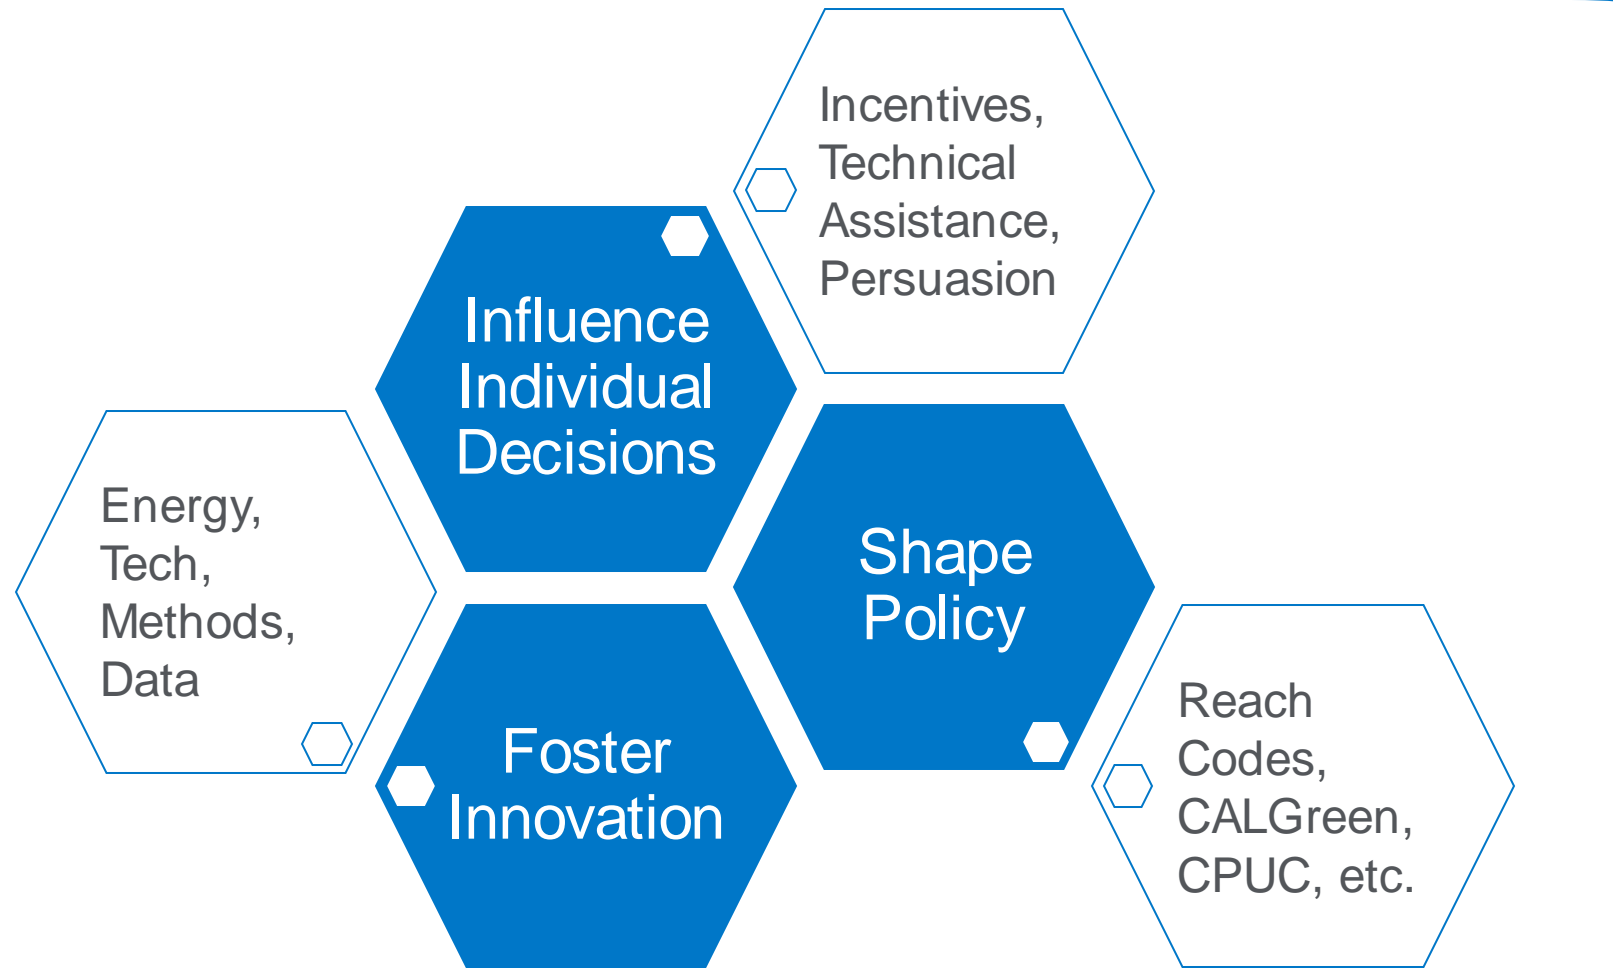 Incentives,
Technical
Assistance,
Persuasion
Influence
Individual
Decisions
Energy,
Tech,
Methods,
Data
Shape
Policy
Foster
Innovation
Reach
Codes,
CALGreen,
CPUC, etc.